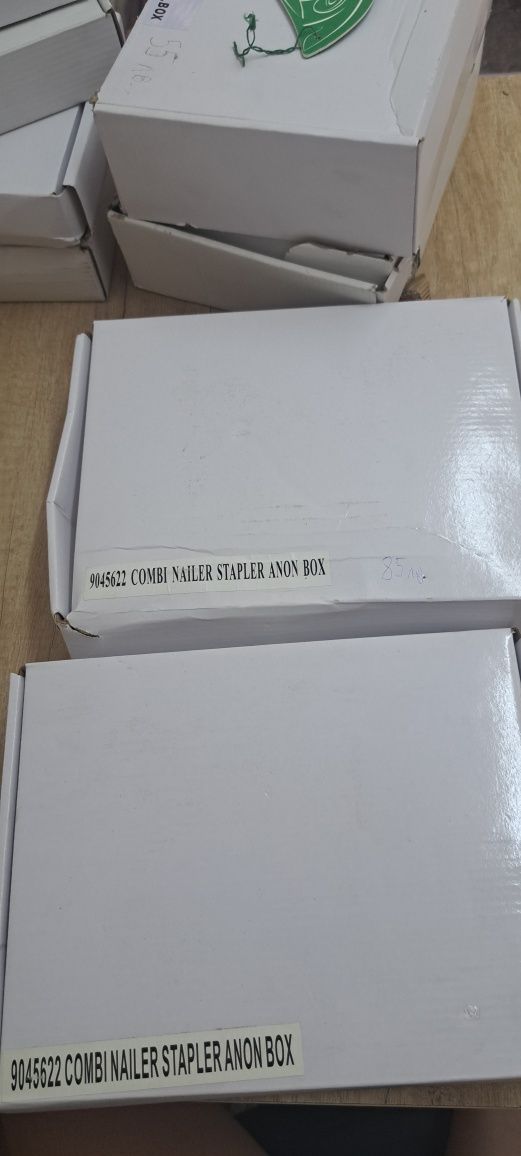 BOX
55 лв.
9045622 COMBI NAILER STAPLER ANON BOX
85 лв.
9045622 COMBI NAILER STAPLER ANON BOX